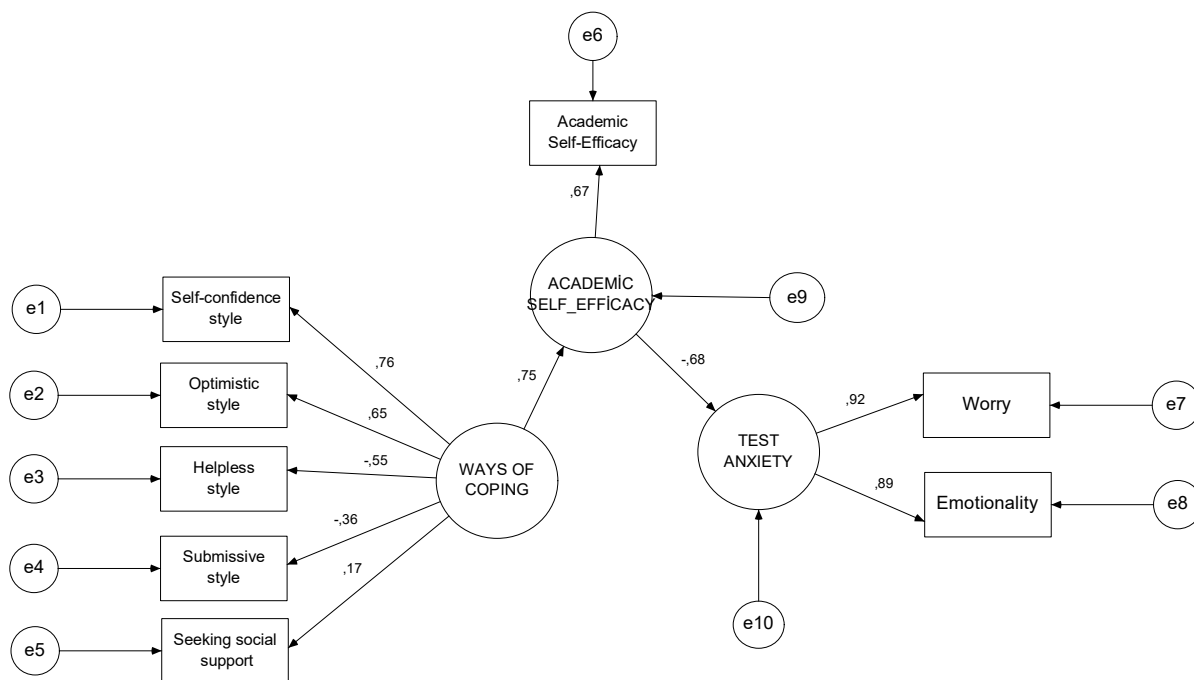 e6
Academic
Self-Efficacy
,67
ACADEMİC
SELF_EFFİCACY
e9
e1
Self-confidence
style
,76
,75
-,68
e2
Optimistic
style
,65
,92
Worry
e7
WAYS OF
COPING
TEST
ANXIETY
e3
Helpless
style
-,55
,89
Emotionality
e8
-,36
e4
Submissive
style
,17
e10
e5
Seeking social
support